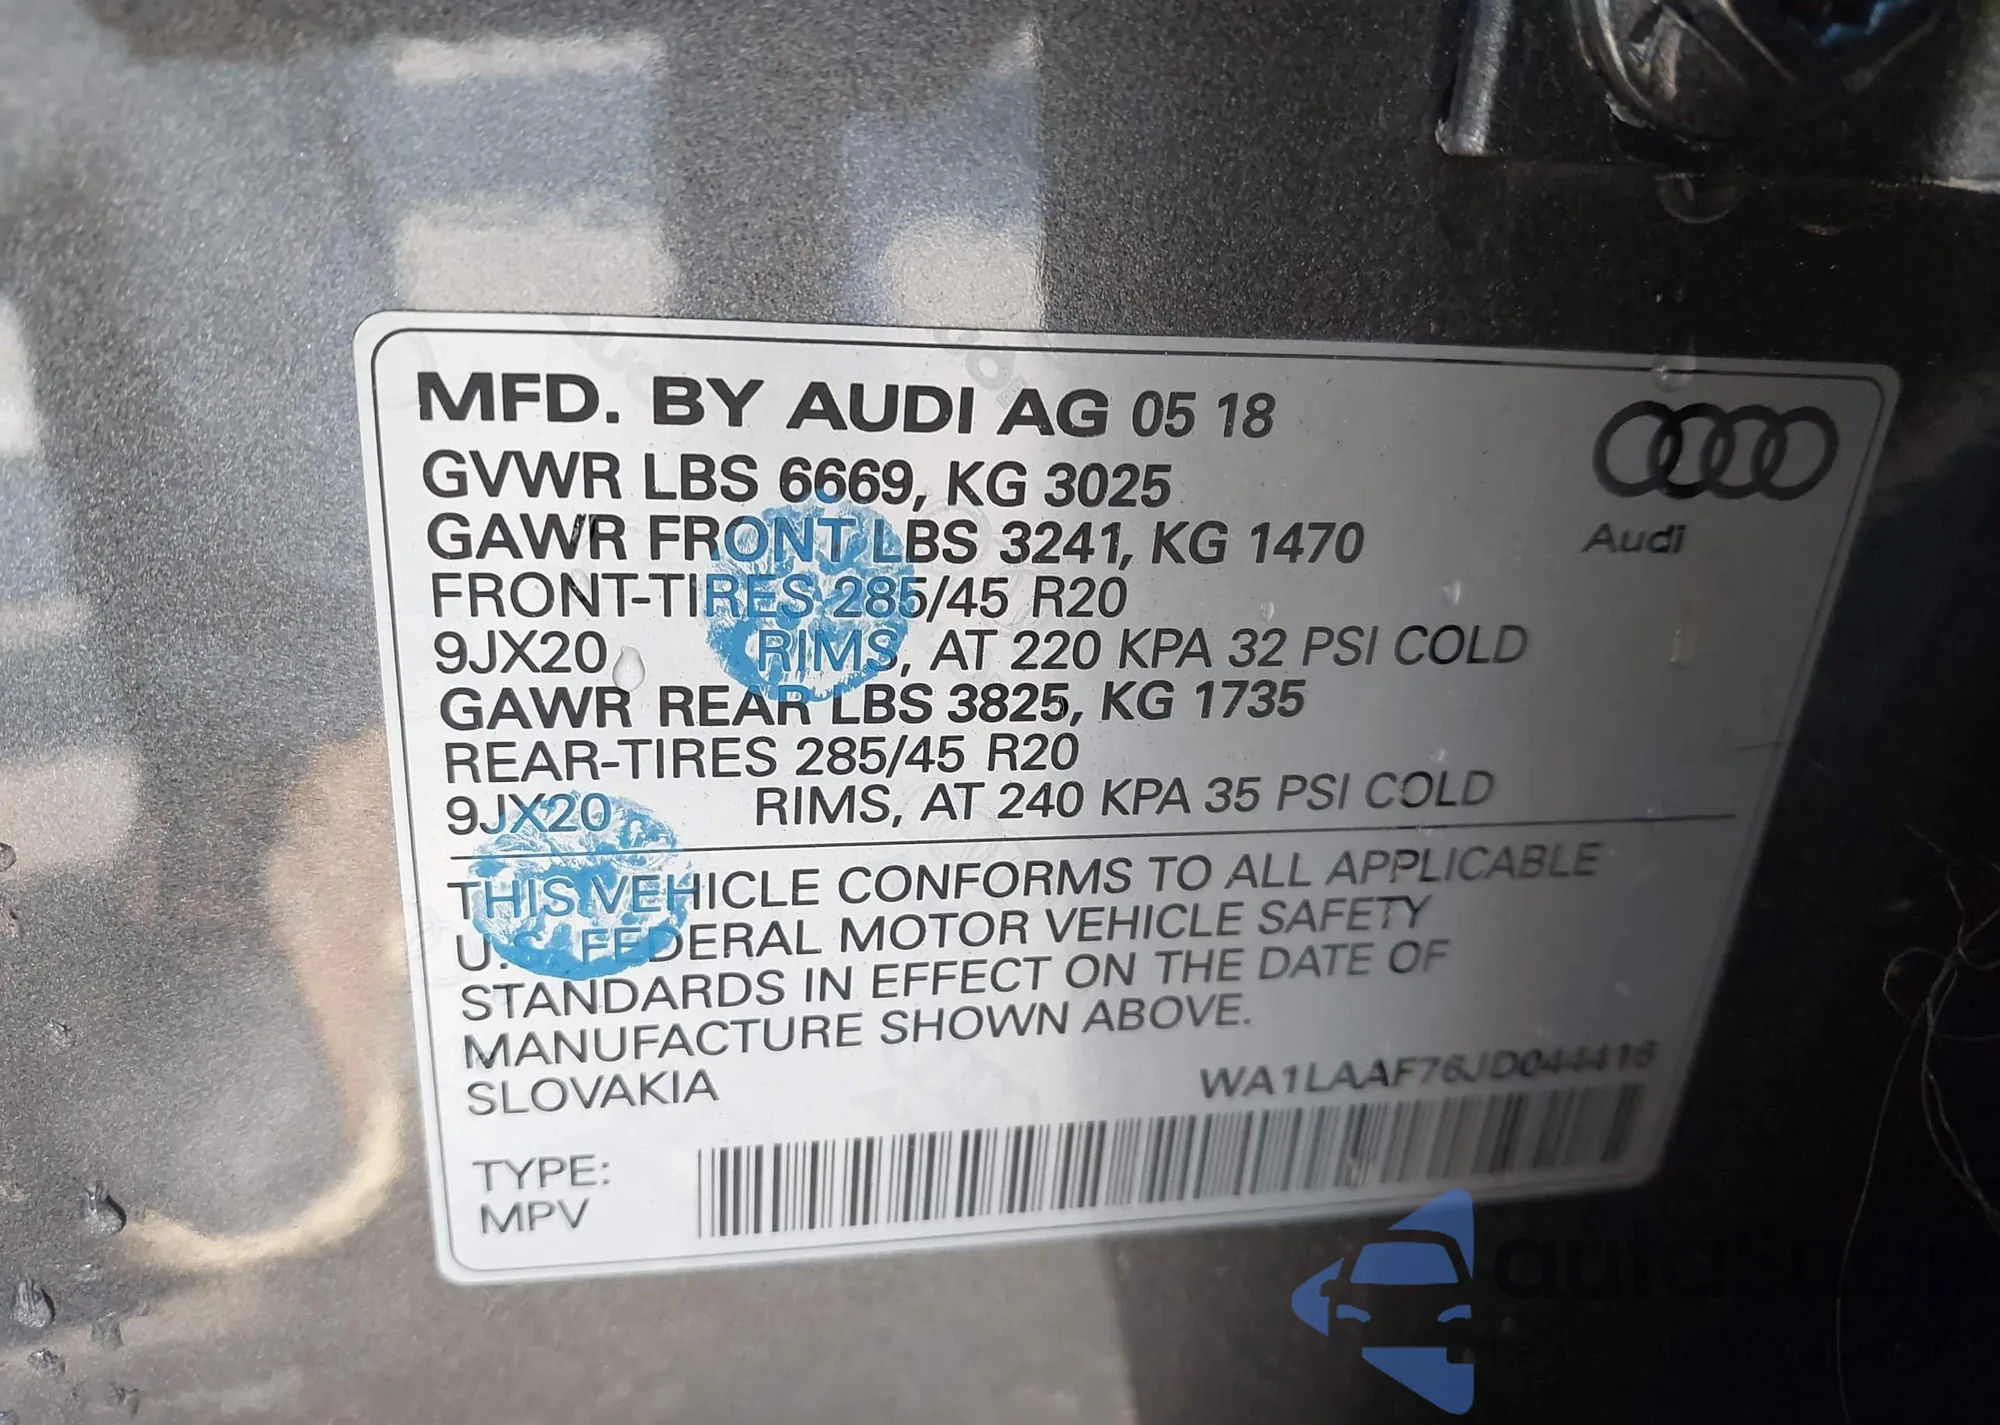 MFD. BY AUDI AG 05 18
GVWR LBS 6669, KG 3025
GAWR FRONT LBS 3241, KG 1470
FRONT-TIRES 285/45 R20
9JX20 RIMS, AT 220 KPA 32 PSI COLD
GAWR REAR LBS 3825, KG 1735
REAR-TIRES 285/45 R20
9JX20 RIMS, AT 240 KPA 35 PSI COLD
Audi
THIS VEHICLE CONFORMS TO ALL APPLICABLE
U.S. FEDERAL MOTOR VEHICLE SAFETY
STANDARDS IN EFFECT ON THE DATE OF
MANUFACTURE SHOWN ABOVE.
SLOVAKIA
WA1LAAF76JD044416
TYPE:
MPV